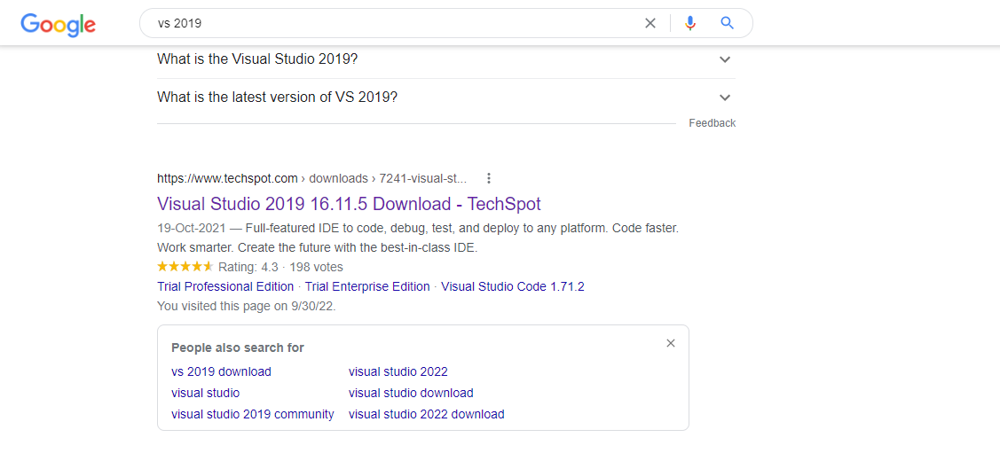 Google
vs 2019
What is the Visual Studio 2019?
What is the latest version of VS 2019?
Feedback
https://www.techspot.com › downloads › 7241-visual-st...
Visual Studio 2019 16.11.5 Download - TechSpot
19-Oct-2021 — Full-featured IDE to code, debug, test, and deploy to any platform. Code faster.
Work smarter. Create the future with the best-in-class IDE.
Rating: 4.3 · 198 votes
Trial Professional Edition · Trial Enterprise Edition · Visual Studio Code 1.71.2
You visited this page on 9/30/22.
People also search for
vs 2019 download visual studio 2022
visual studio visual studio download
visual studio 2019 community visual studio 2022 download